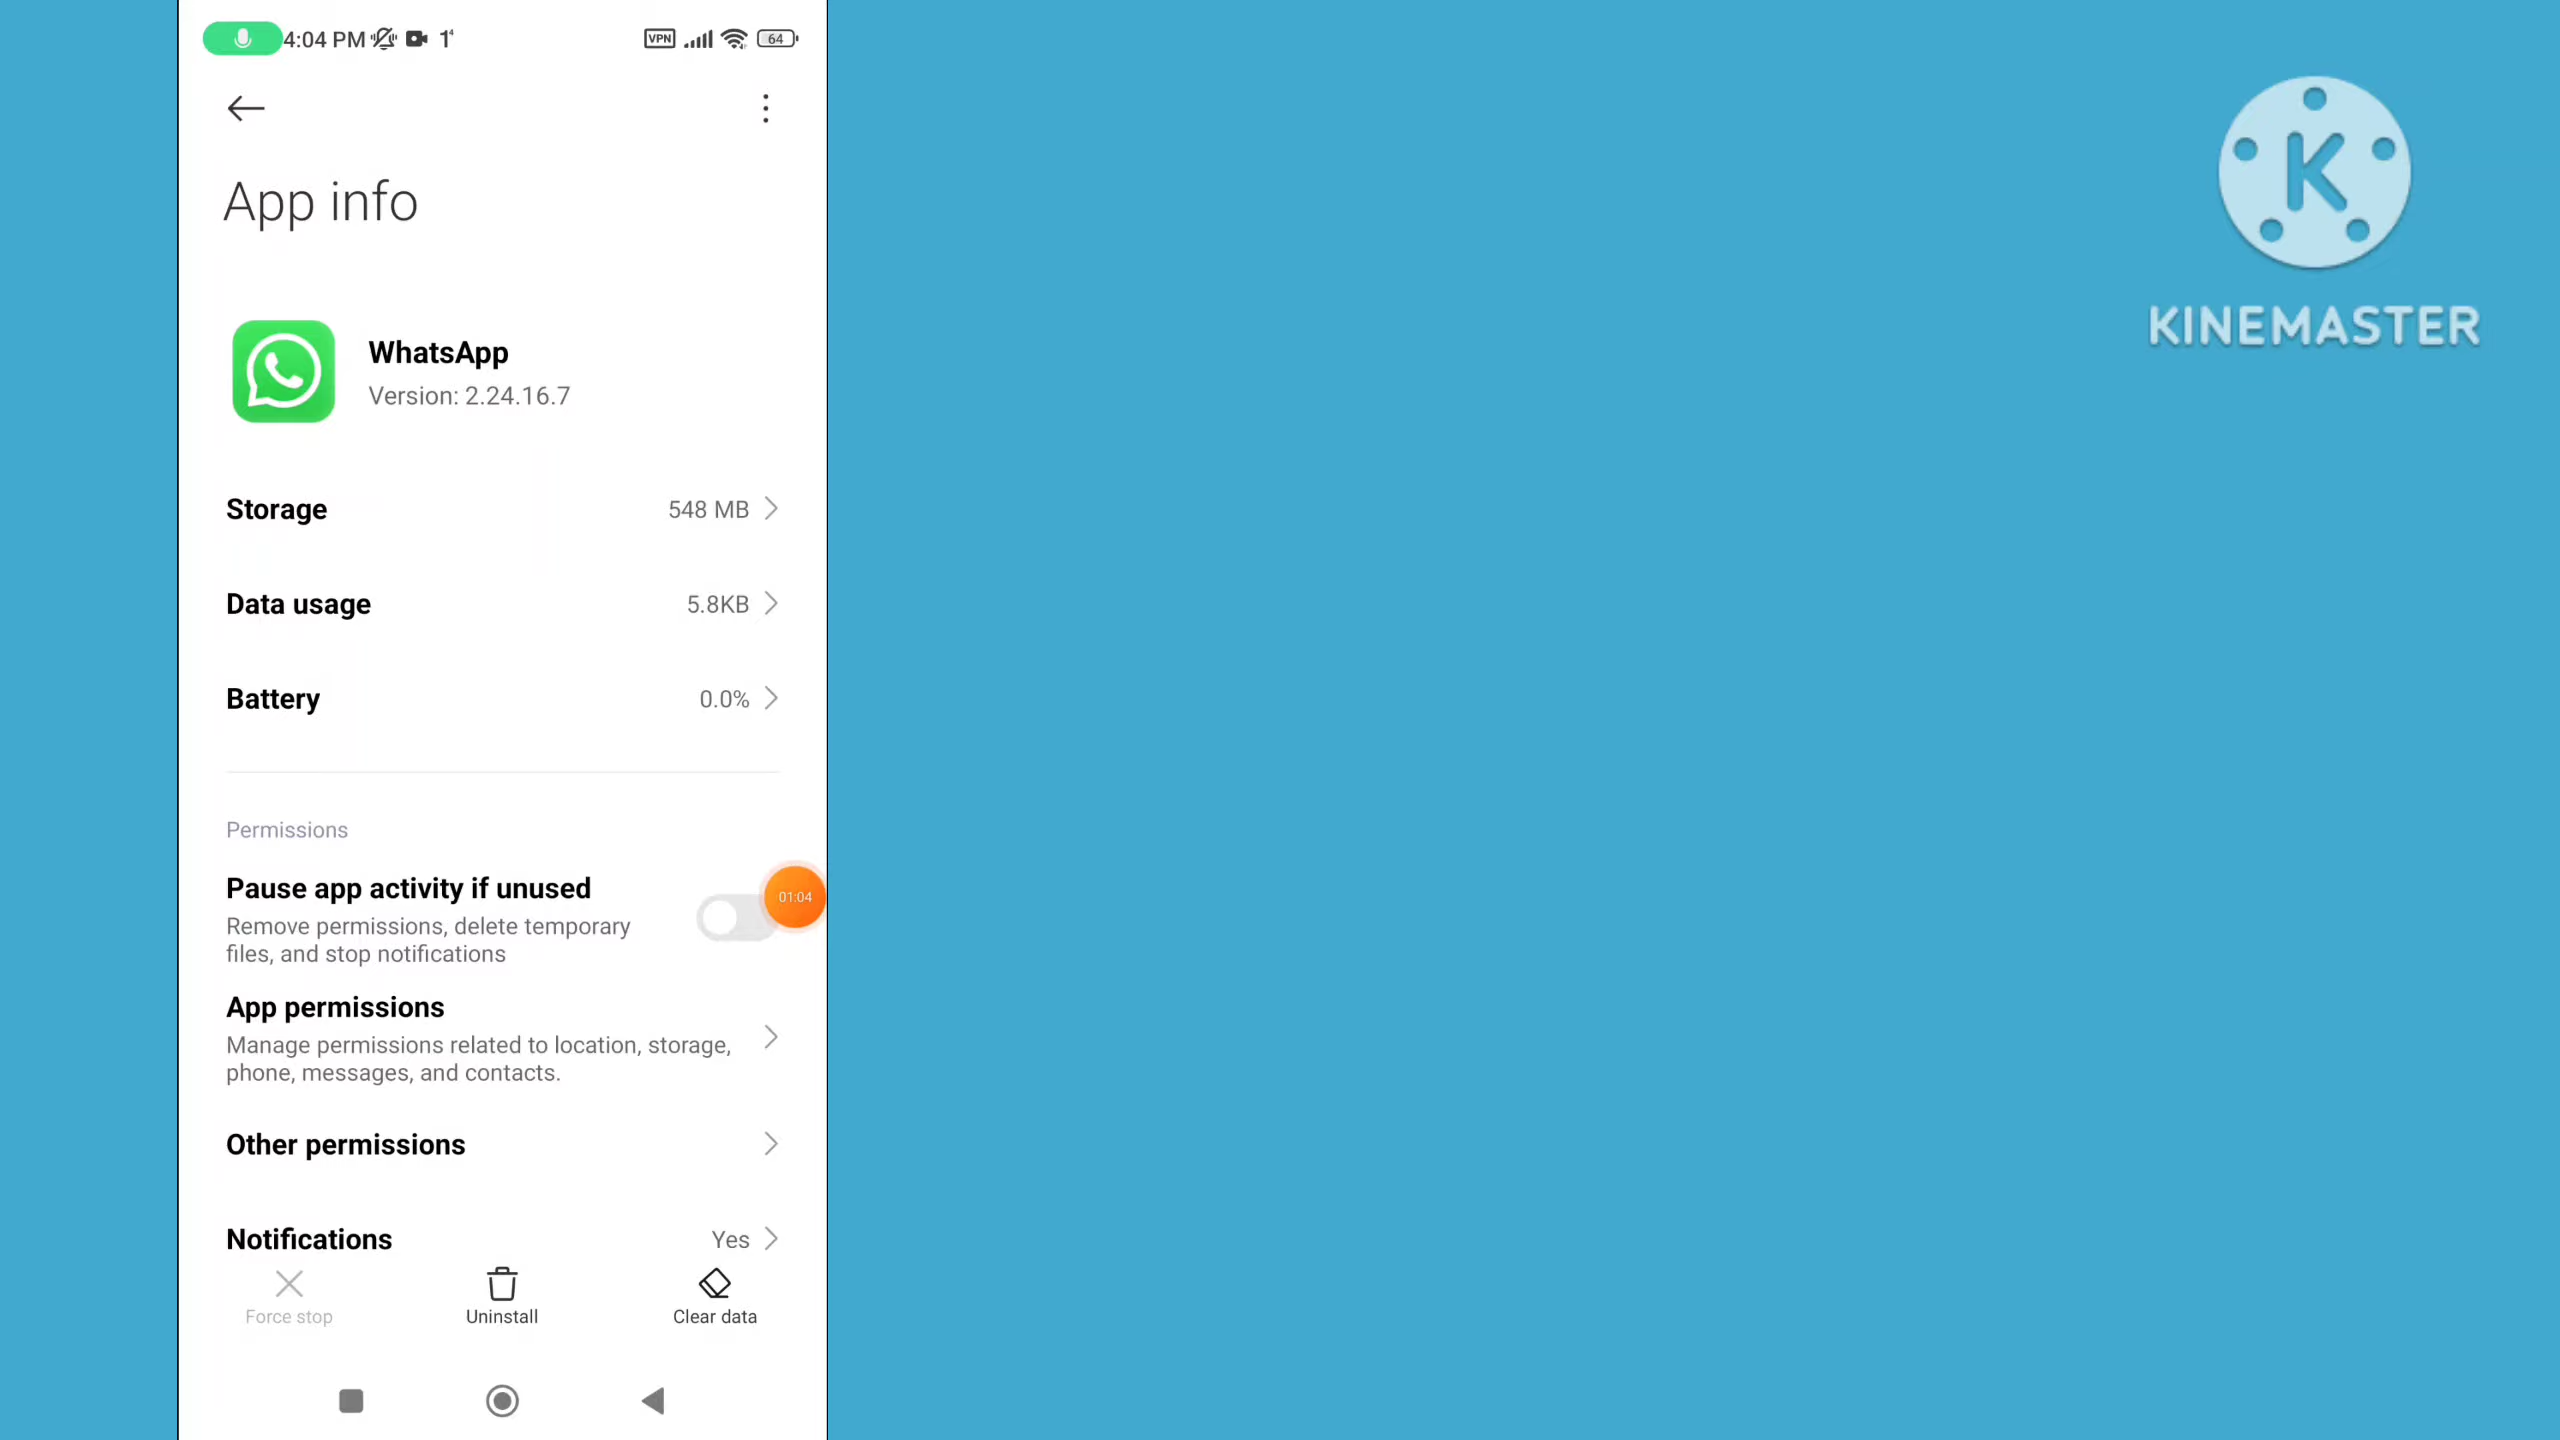 4:04 PM 1⁴ VPN 64
App info
WhatsApp
Version: 2.24.16.7
Storage 548 MB
Data usage 5.8KB
Battery 0.0%
Permissions
Pause app activity if unused
Remove permissions, delete temporary
files, and stop notifications
01:04
App permissions
Manage permissions related to location, storage,
phone, messages, and contacts.
Other permissions
Notifications Yes
Force stop Uninstall Clear data
K
KINEMASTER